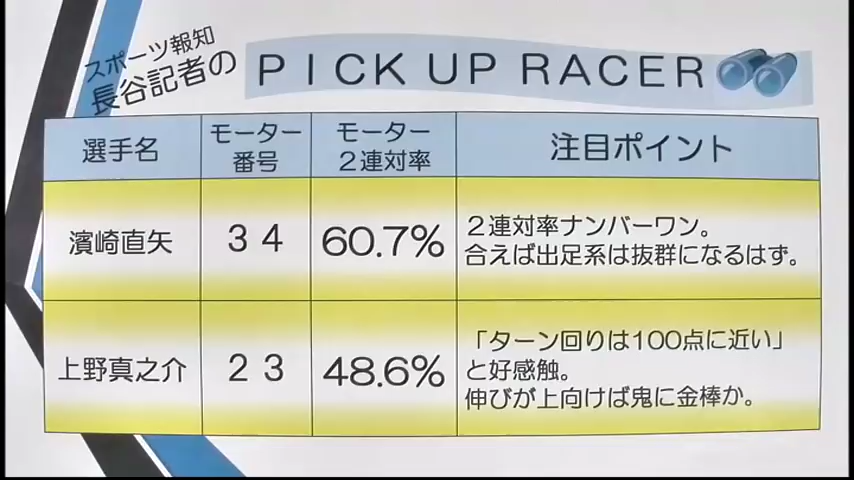 スポーツ報知
長谷記者の
PICK UP RACER
選手名
モーター
番号
モーター
2連対率
注目ポイント
濱崎直矢
34
60.7%
2連対率ナンバーワン。
合えば出足系は抜群になるはず。
上野真之介
23
48.6%
「ターン回りは100点に近い」
と好感触。
伸びが上向けば鬼に金棒か。